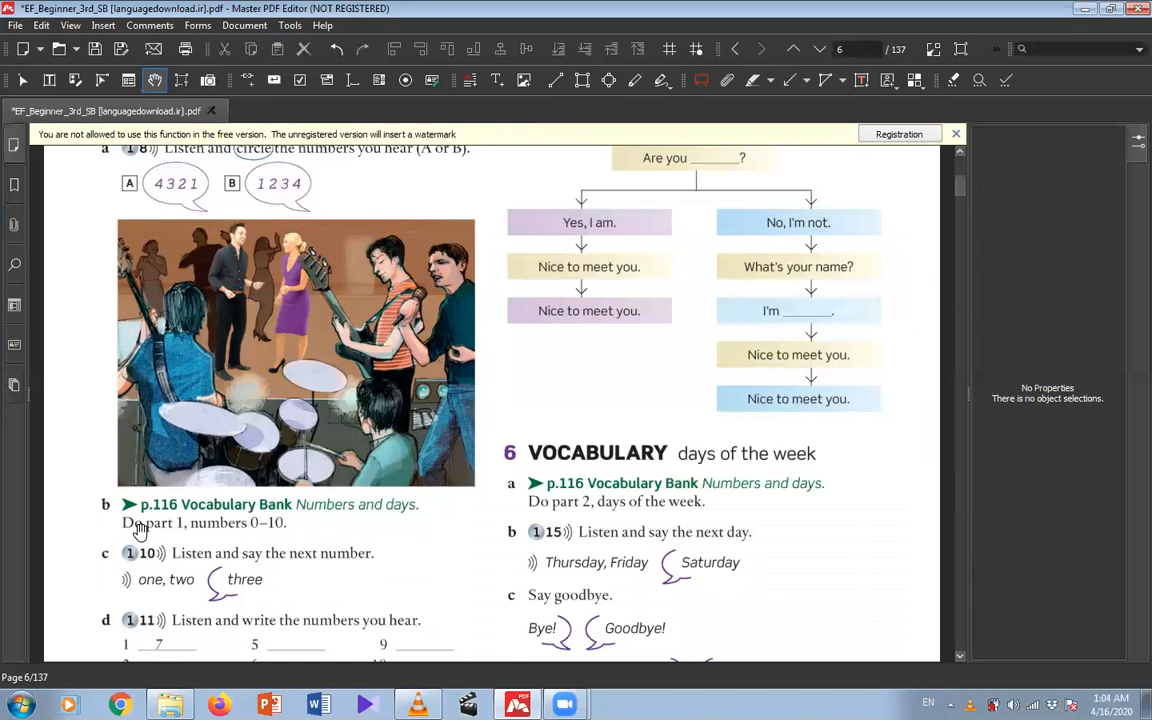 *EF_Beginner_3rd_SB [languagedownload.ir].pdf - Master PDF Editor (NOT REGISTERED)
File Edit View Insert Comments Forms Document Tools Help
6 / 137
*EF_Beginner_3rd_SB [languagedownload.ir].pdf
You are not allowed to use this function in the free version. The unregistered version will insert a watermark
Registration
a 1 8 Listen and circle the numbers you hear (A or B).
A 4 3 2 1 B 1 2 3 4
b p.116 Vocabulary Bank Numbers and days.
Do part 1, numbers 0–10.
c 1 10 Listen and say the next number.
one, two three
d 1 11 Listen and write the numbers you hear.
1 7 5 9
Are you ______?
Yes, I am. No, I'm not.
Nice to meet you. What's your name?
Nice to meet you. I'm ______.
Nice to meet you.
Nice to meet you.
6 VOCABULARY days of the week
a p.116 Vocabulary Bank Numbers and days.
Do part 2, days of the week.
b 1 15 Listen and say the next day.
Thursday, Friday Saturday
c Say goodbye.
Bye! Goodbye!
No Properties
There is no object selections.
Page 6/137
EN
1:04 AM
4/16/2020